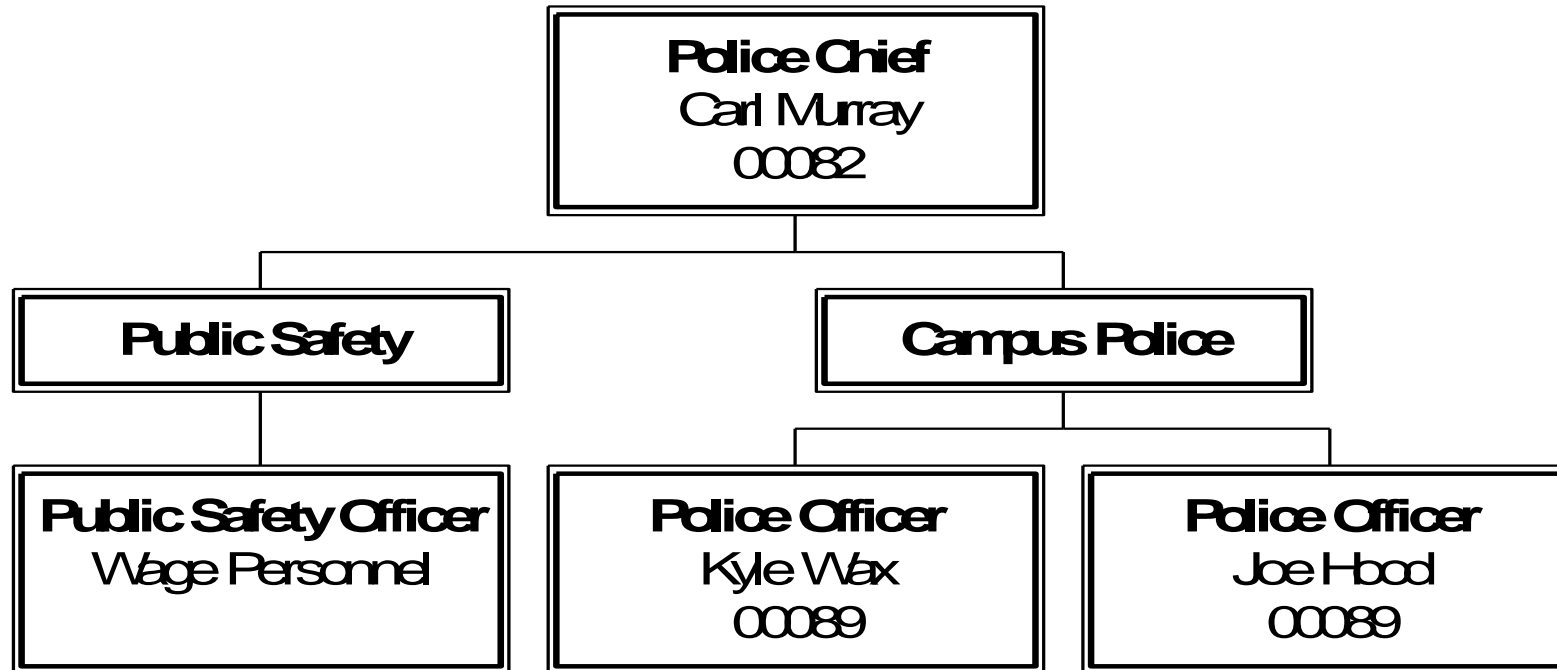 Police Chief
Carl Murray
00082
Public Safety
Campus Police
Public Safety Officer
Wage Personnel
Police Officer
Kyle Wax
00089
Police Officer
Joe Hood
00089